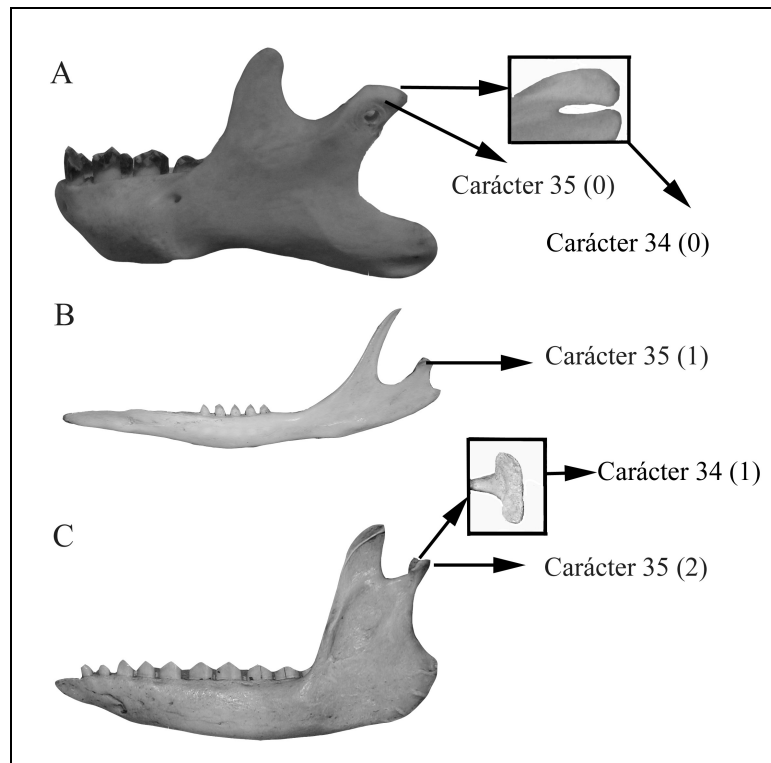 A
Carácter 35 (0)
Carácter 34 (0)
B
Carácter 35 (1)
Carácter 34 (1)
C
Carácter 35 (2)